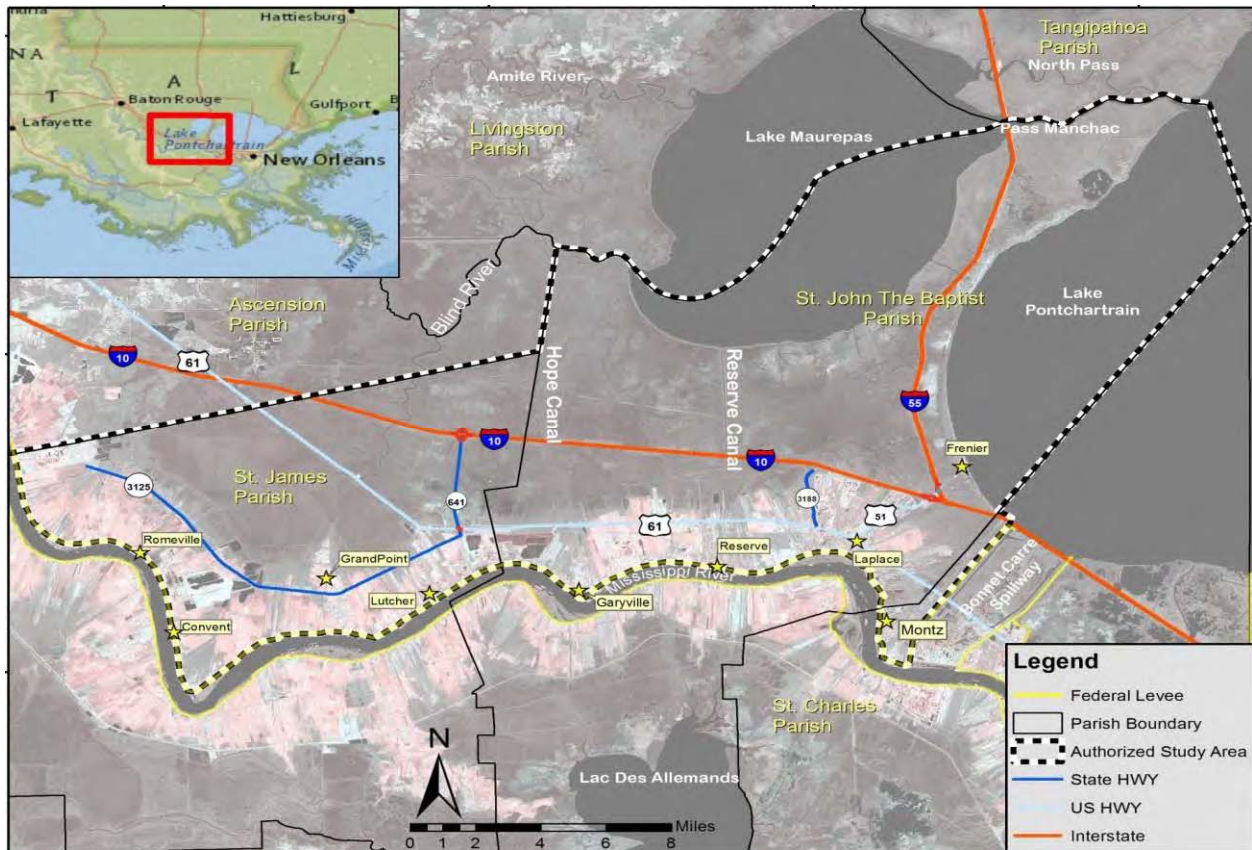 Hattiesburg
Baton Rouge
Lafayette
Gulfport
Lake
Pontchartrain
New Orleans
Tangipahoa
Parish
North Pass
Amite River
Livingston
Parish
Lake Maurepas
Pass Manchac
Blind River
Ascension
Parish
St. John The Baptist
Parish
Lake
Pontchartrain
10
61
Hope Canal
Reserve Canal
55
10
10
Frenier
St. James
Parish
3125
641
3188
61
51
Romeville
GrandPoint
Reserve
Laplace
Mississippi River
Lutcher
Garyville
Bonnet Carre
Spillway
Convent
Montz
St. Charles
Parish
Lac Des Allemands
N
0 1 2 4 6 8
Miles
Legend
Federal Levee
Parish Boundary
Authorized Study Area
State HWY
US HWY
Interstate